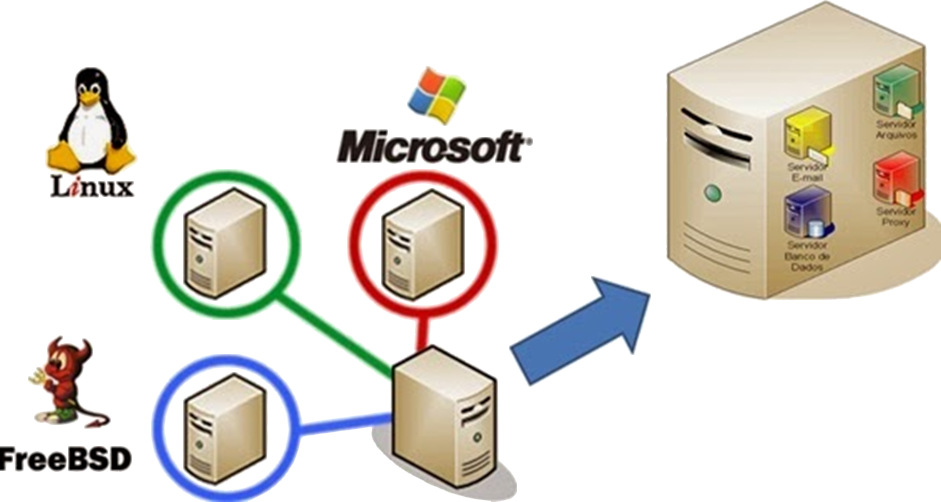 Linux
Microsoft®
FreeBSD
Servidor
E-mail
Servidor
Arquivos
Servidor
Banco de
Dados
Servidor
Proxy